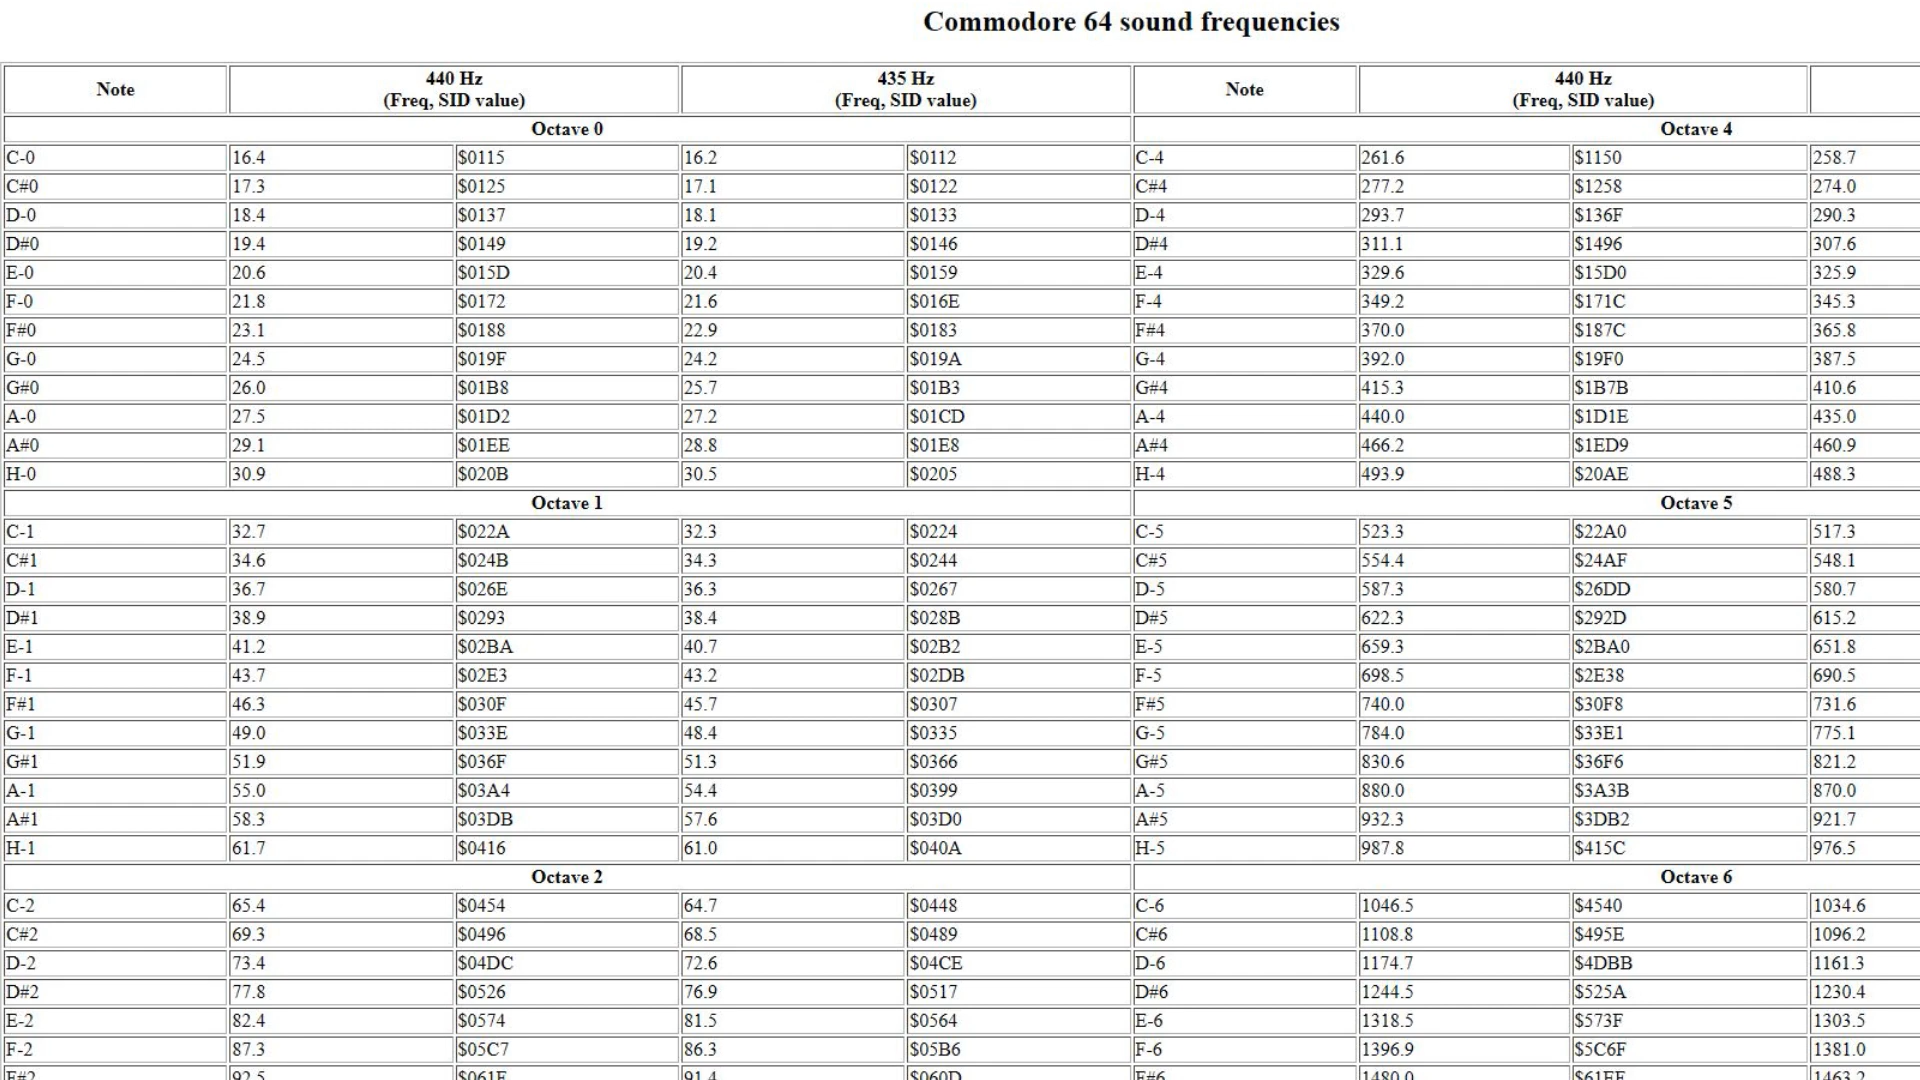 Commodore 64 sound frequencies
Note 440 Hz (Freq, SID value) 435 Hz (Freq, SID value) Note 440 Hz (Freq, SID value)
Octave 0 Octave 4
C-0 16.4 $0115 16.2 $0112 C-4 261.6 $1150 258.7
C#0 17.3 $0125 17.1 $0122 C#4 277.2 $1258 274.0
D-0 18.4 $0137 18.1 $0133 D-4 293.7 $136F 290.3
D#0 19.4 $0149 19.2 $0146 D#4 311.1 $1496 307.6
E-0 20.6 $015D 20.4 $0159 E-4 329.6 $15D0 325.9
F-0 21.8 $0172 21.6 $016E F-4 349.2 $171C 345.3
F#0 23.1 $0188 22.9 $0183 F#4 370.0 $187C 365.8
G-0 24.5 $019F 24.2 $019A G-4 392.0 $19F0 387.5
G#0 26.0 $01B8 25.7 $01B3 G#4 415.3 $1B7B 410.6
A-0 27.5 $01D2 27.2 $01CD A-4 440.0 $1D1E 435.0
A#0 29.1 $01EE 28.8 $01E8 A#4 466.2 $1ED9 460.9
H-0 30.9 $020B 30.5 $0205 H-4 493.9 $20AE 488.3
Octave 1 Octave 5
C-1 32.7 $022A 32.3 $0224 C-5 523.3 $22A0 517.3
C#1 34.6 $024B 34.3 $0244 C#5 554.4 $24AF 548.1
D-1 36.7 $026E 36.3 $0267 D-5 587.3 $26DD 580.7
D#1 38.9 $0293 38.4 $028B D#5 622.3 $292D 615.2
E-1 41.2 $02BA 40.7 $02B2 E-5 659.3 $2BA0 651.8
F-1 43.7 $02E3 43.2 $02DB F-5 698.5 $2E38 690.5
F#1 46.3 $030F 45.7 $0307 F#5 740.0 $30F8 731.6
G-1 49.0 $033E 48.4 $0335 G-5 784.0 $33E1 775.1
G#1 51.9 $036F 51.3 $0366 G#5 830.6 $36F6 821.2
A-1 55.0 $03A4 54.4 $0399 A-5 880.0 $3A3B 870.0
A#1 58.3 $03DB 57.6 $03D0 A#5 932.3 $3DB2 921.7
H-1 61.7 $0416 61.0 $040A H-5 987.8 $415C 976.5
Octave 2 Octave 6
C-2 65.4 $0454 64.7 $0448 C-6 1046.5 $4540 1034.6
C#2 69.3 $0496 68.5 $0489 C#6 1108.8 $495E 1096.2
D-2 73.4 $04DC 72.6 $04CE D-6 1174.7 $4DBB 1161.3
D#2 77.8 $0526 76.9 $0517 D#6 1244.5 $525A 1230.4
E-2 82.4 $0574 81.5 $0564 E-6 1318.5 $573F 1303.5
F-2 87.3 $05C7 86.3 $05B6 F-6 1396.9 $5C6F 1381.0